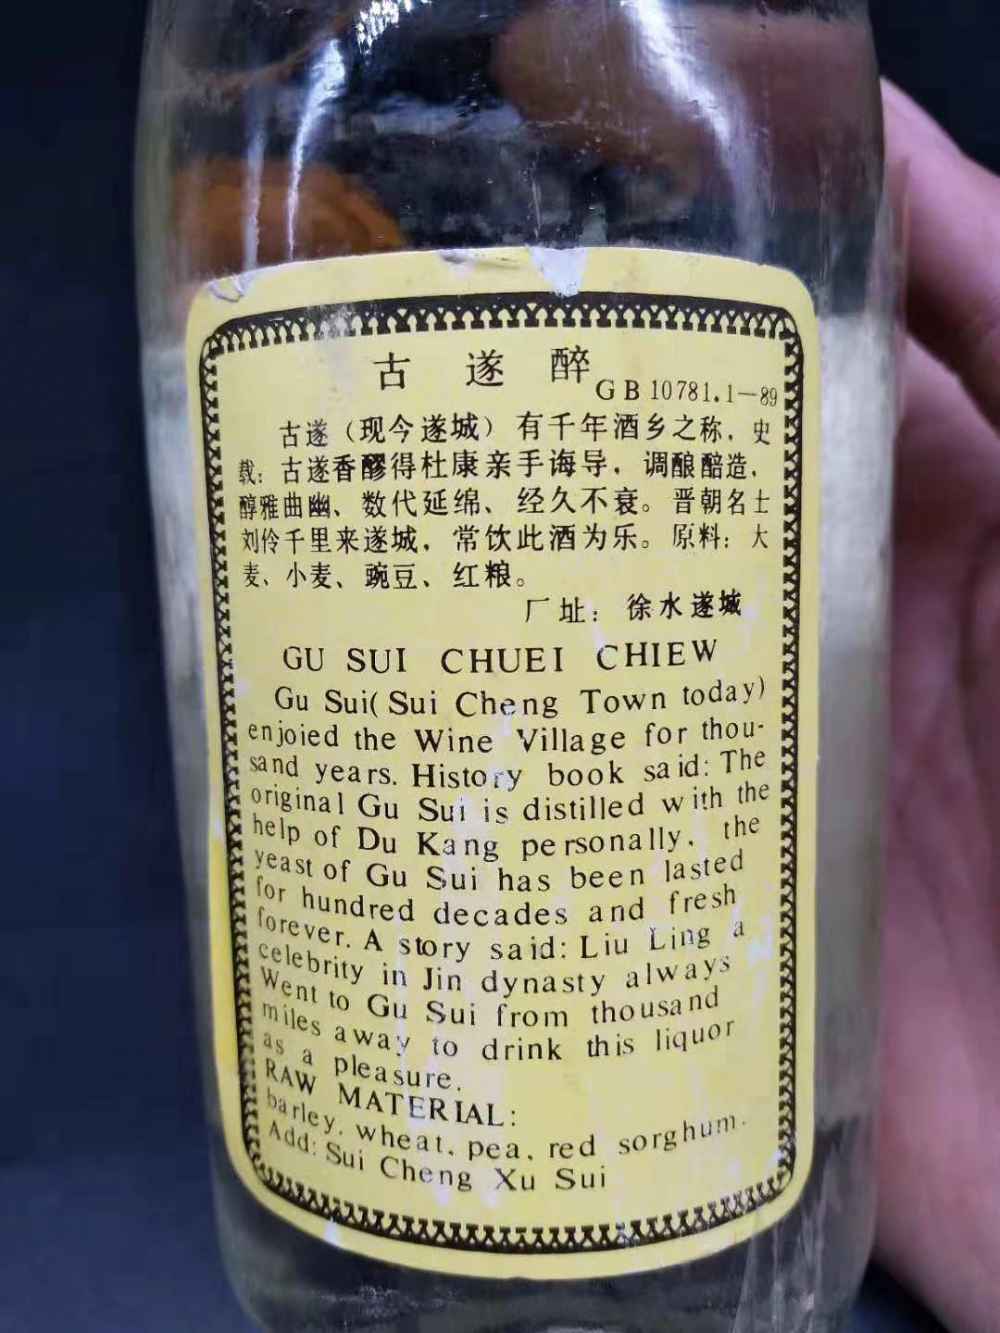 古 遂 醉
GB 10781.1—89
古遂（现今遂城）有千年酒乡之称，史
载：古遂香醪得杜康亲手诲导，调酿醅造，
醇雅曲幽、数代延绵、经久不衰。晋朝名士
刘伶千里来遂城，常饮此酒为乐。原料：大
麦、小麦、豌豆、红粮。
厂址：徐水遂城
GU SUI CHUEI CHIEW
Gu Sui(Sui Cheng Town today)
enjoied the Wine Village for thou-
sand years. History book said: The
original Gu Sui is distilled with the
help of Du Kang personally, the
yeast of Gu Sui has been lasted
for hundred decades and fresh
forever. A story said: Liu Ling a
celebrity in Jin dynasty always
Went to Gu Sui from thousand
miles away to drink this liquor
as a pleasure.
RAW MATERIAL:
barley, wheat, pea, red sorghum.
Add: Sui Cheng Xu Sui